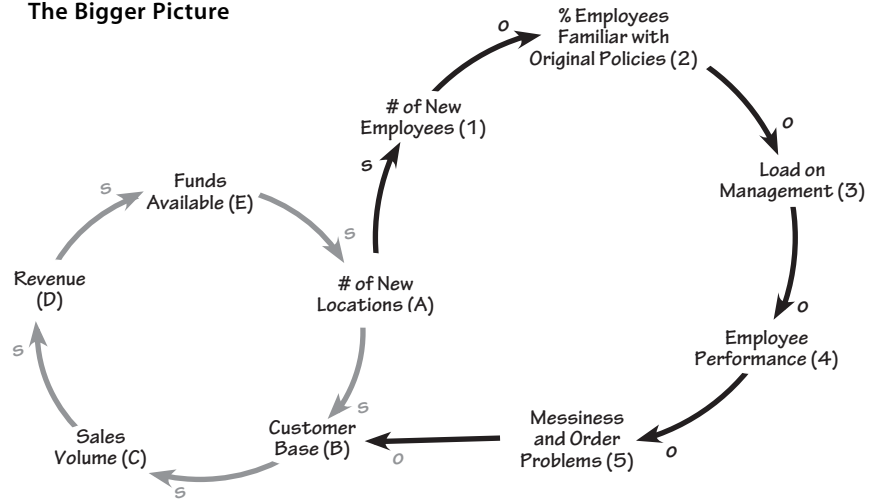 The Bigger Picture
o
% Employees
Familiar with
Original Policies (2)
# of New
Employees (1)
o
s
Load on
Management (3)
s
Funds
Available (E)
s
Revenue
(D)
# of New
Locations (A)
o
Employee
Performance (4)
s
s
Messiness
and Order
Problems (5)
o
o
Customer
Base (B)
Sales
Volume (C)
s